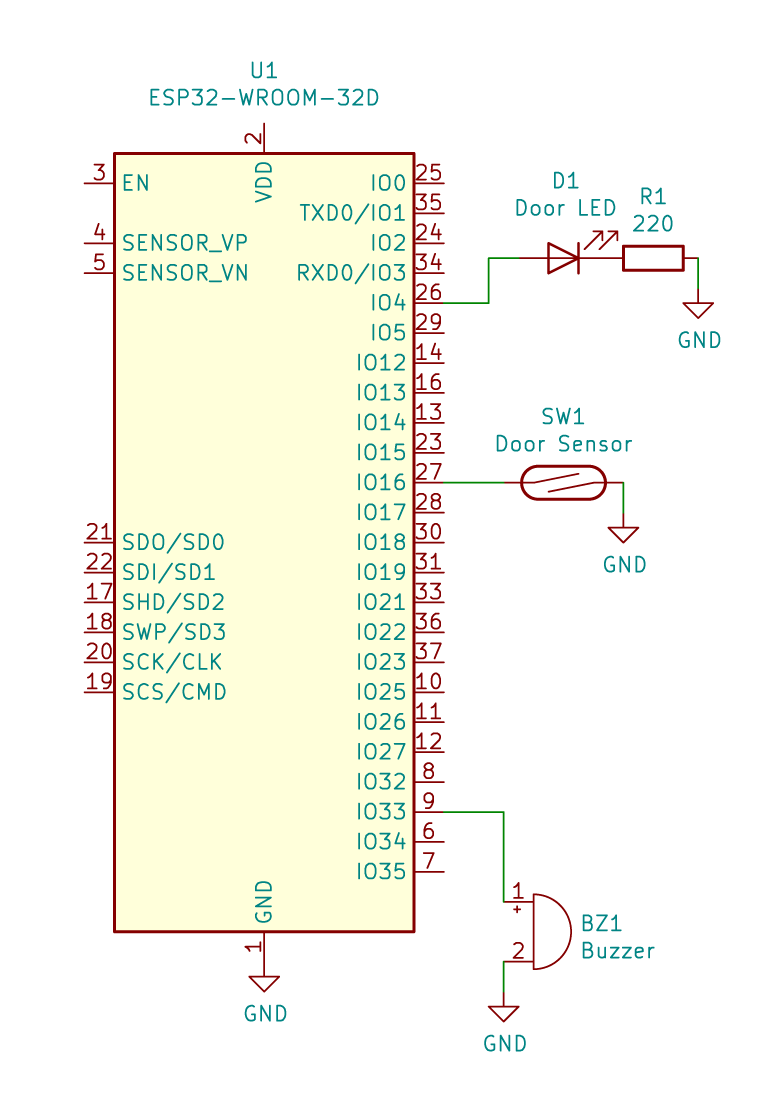 U1
ESP32-WROOM-32D
2
VDD
3
EN
4
SENSOR_VP
5
SENSOR_VN
21
SDO/SD0
22
SDI/SD1
17
SHD/SD2
18
SWP/SD3
20
SCK/CLK
19
SCS/CMD
IO0
25
TXD0/IO1
35
IO2
24
RXD0/IO3
34
IO4
26
IO5
29
IO12
14
IO13
16
IO14
13
IO15
23
IO16
27
IO17
28
IO18
30
IO19
31
IO21
33
IO22
36
IO23
37
IO25
10
IO26
11
IO27
12
IO32
8
IO33
9
IO34
6
IO35
7
GND
1
GND
D1
Door LED
R1
220
GND
SW1
Door Sensor
GND
1
+
2
BZ1
Buzzer
GND